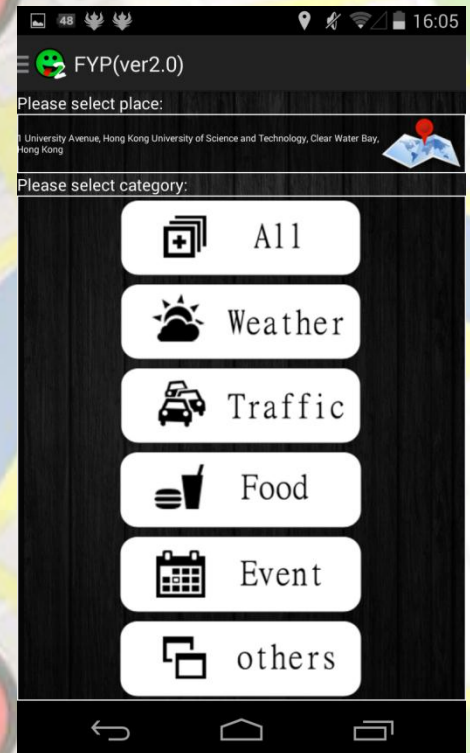 48
16:05
FYP(ver2.0)
Please select place:
1 University Avenue, Hong Kong University of Science and Technology, Clear Water Bay,
Hong Kong
Please select category:
All
Weather
Traffic
Food
Event
others